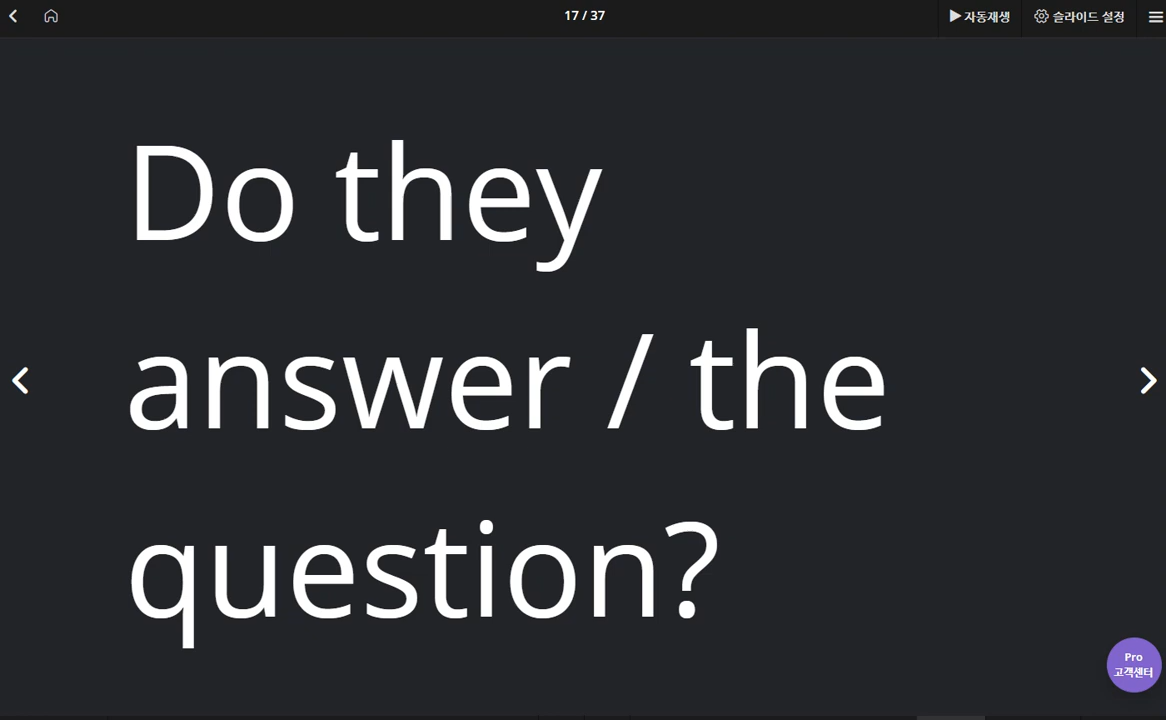 17 / 37
▶ 자동재생
슬라이드 설정
Do they
answer / the
question?
Pro
고객센터